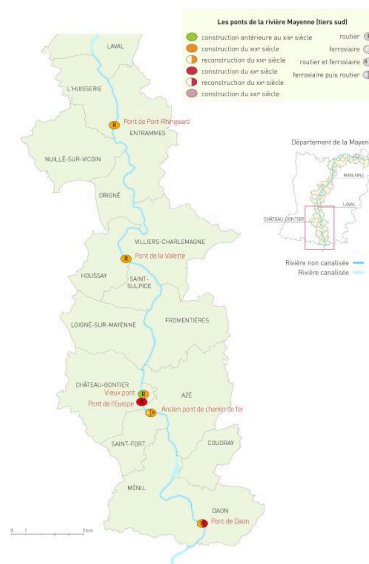 Les ponts de la rivière Mayenne (tiers sud)
construction antérieure au XIXe siècle
construction du XIXe siècle
reconstruction du XIXe siècle
construction du XXe siècle
reconstruction du XXe siècle
construction du XXIe siècle
routier
ferroviaire
routier et ferroviaire
ferroviaire puis routier
LAVAL
L'HUISSERIE
Pont de Port-Rhingeard
ENTRAMMES
NUILLÉ-SUR-VICOIN
ORIGNÉ
Département de la Mayenne
MAYENNE
LAVAL
CHÂTEAU-GONTIER
Rivière non canalisée
Rivière canalisée
VILLIERS-CHARLEMAGNE
Pont de la Valette
HOUSSAY
SAINT-
SULPICE
FROMENTIÈRES
LOIGNÉ-SUR-MAYENNE
CHÂTEAU-GONTIER
Vieux pont
Pont de l'Europe
AZÉ
Ancien pont de chemin de fer
SAINT-FORT
COUDRAY
MÉNIL
DAON
Pont de Daon
R
R
R
0 1 5 km